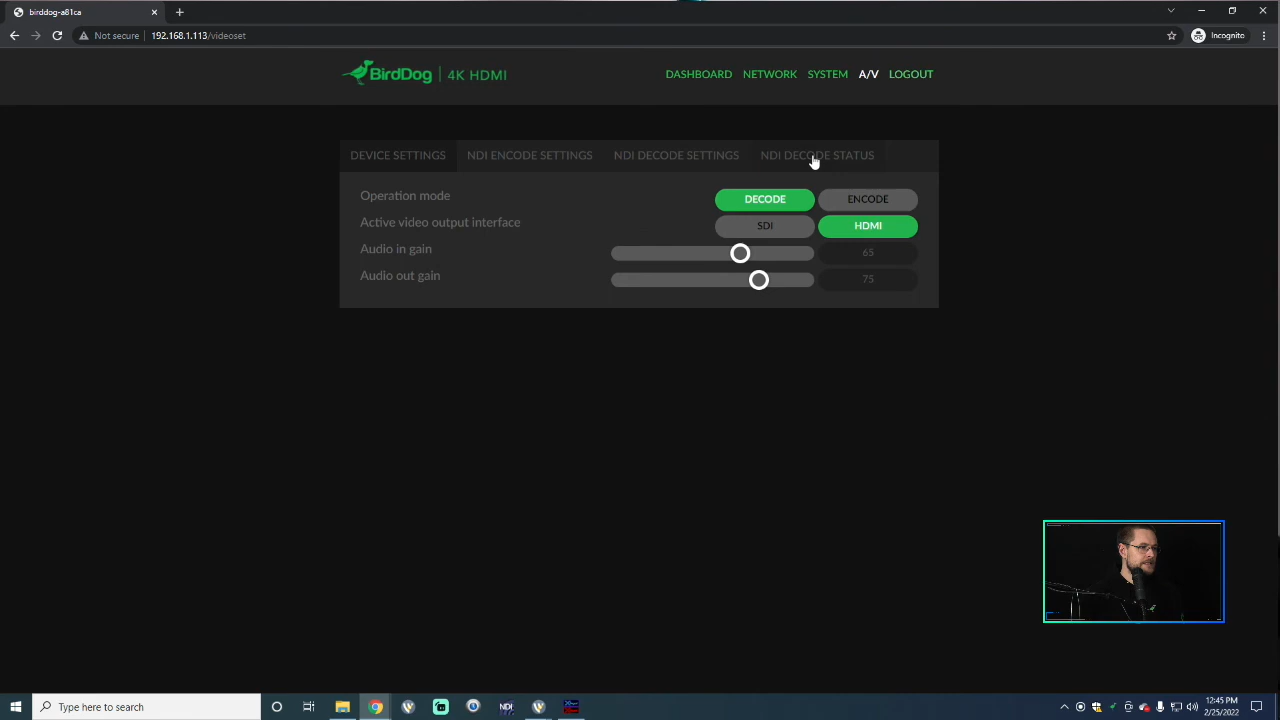 birddog-a81ca
Not secure 192.168.1.113/videoset Incognito
BirdDog | 4K HDMI DASHBOARD NETWORK SYSTEM A/V LOGOUT
DEVICE SETTINGS NDI ENCODE SETTINGS NDI DECODE SETTINGS NDI DECODE STATUS
Operation mode DECODE ENCODE
Active video output interface SDI HDMI
Audio in gain 65
Audio out gain 75
Type here to search
12:45 PM
2/25/2022